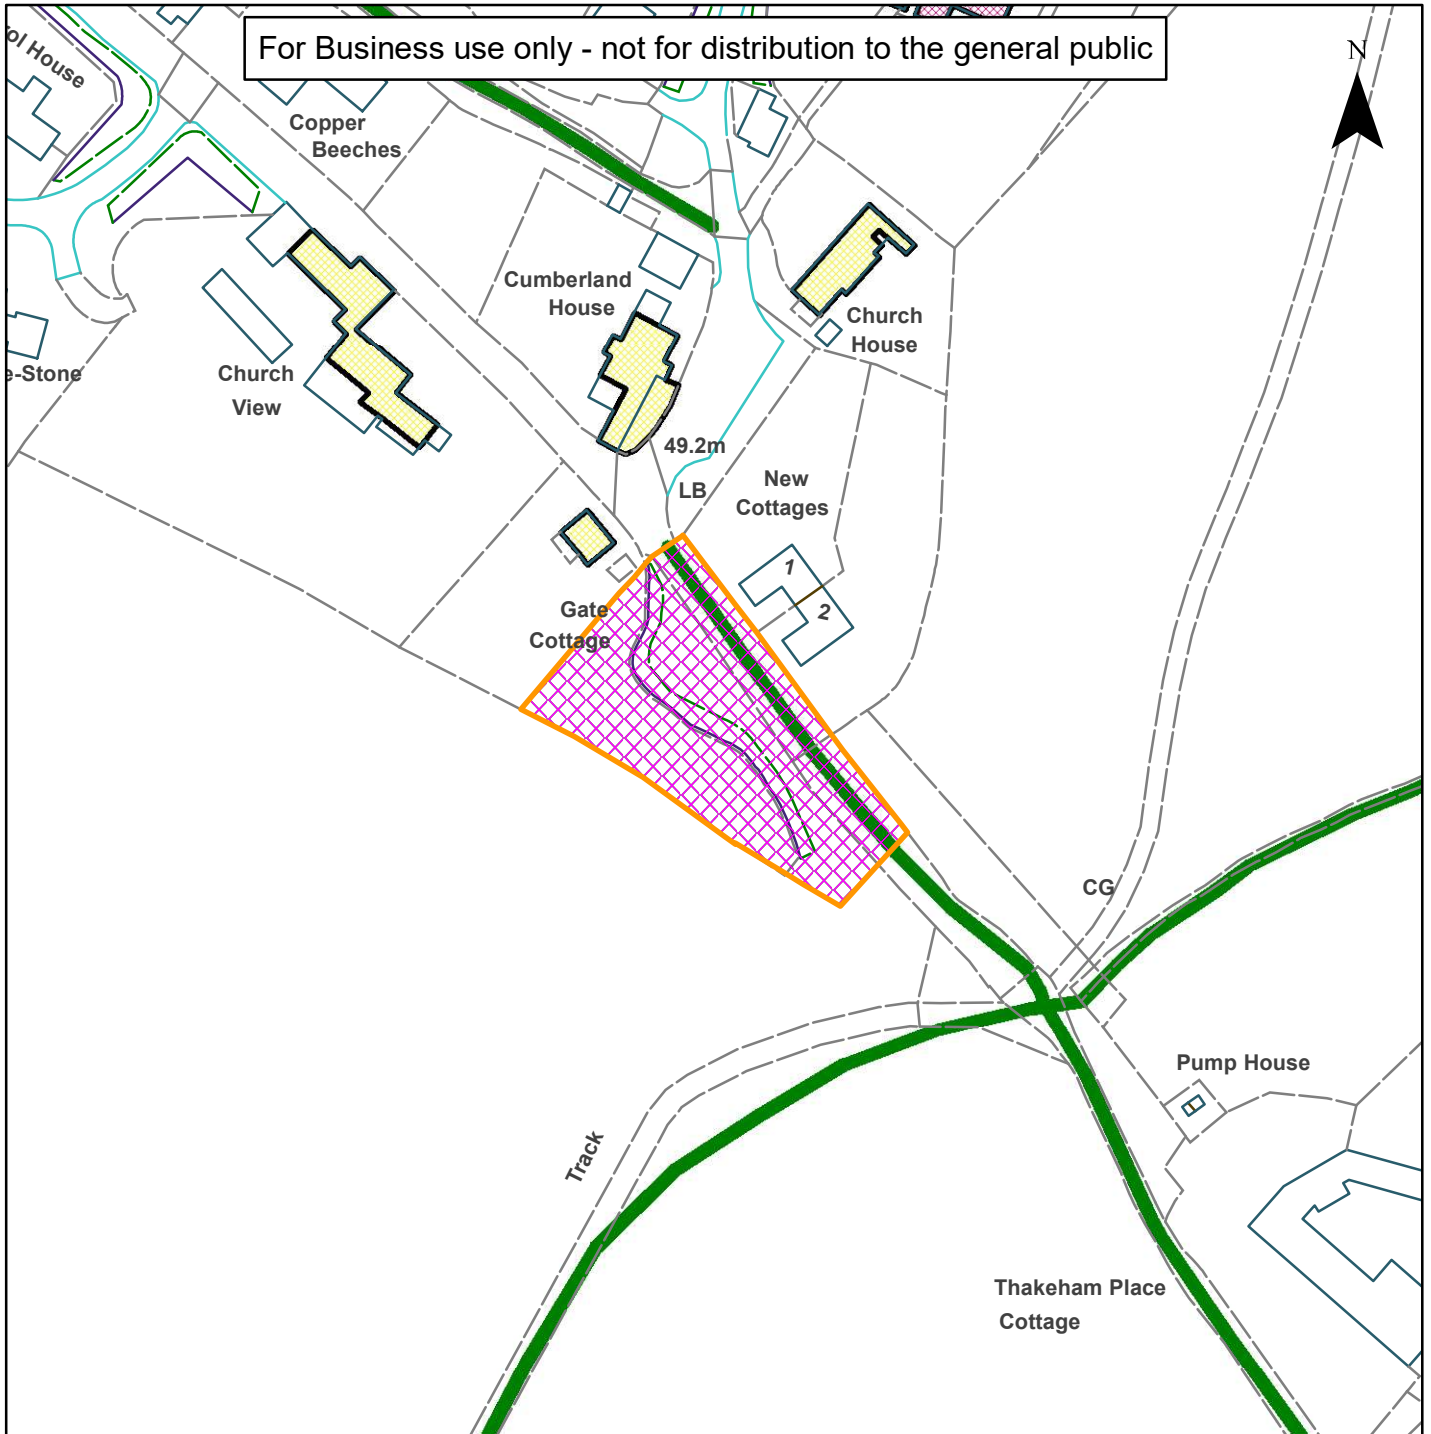 For Business use only - not for distribution to the general public
N
ol House
Copper
Beeches
Cumberland
House
Church
House
e-Stone
Church
View
49.2m
LB
New
Cottages
1
2
Gate
Cottage
CG
Pump House
Track
Thakeham Place
Cottage